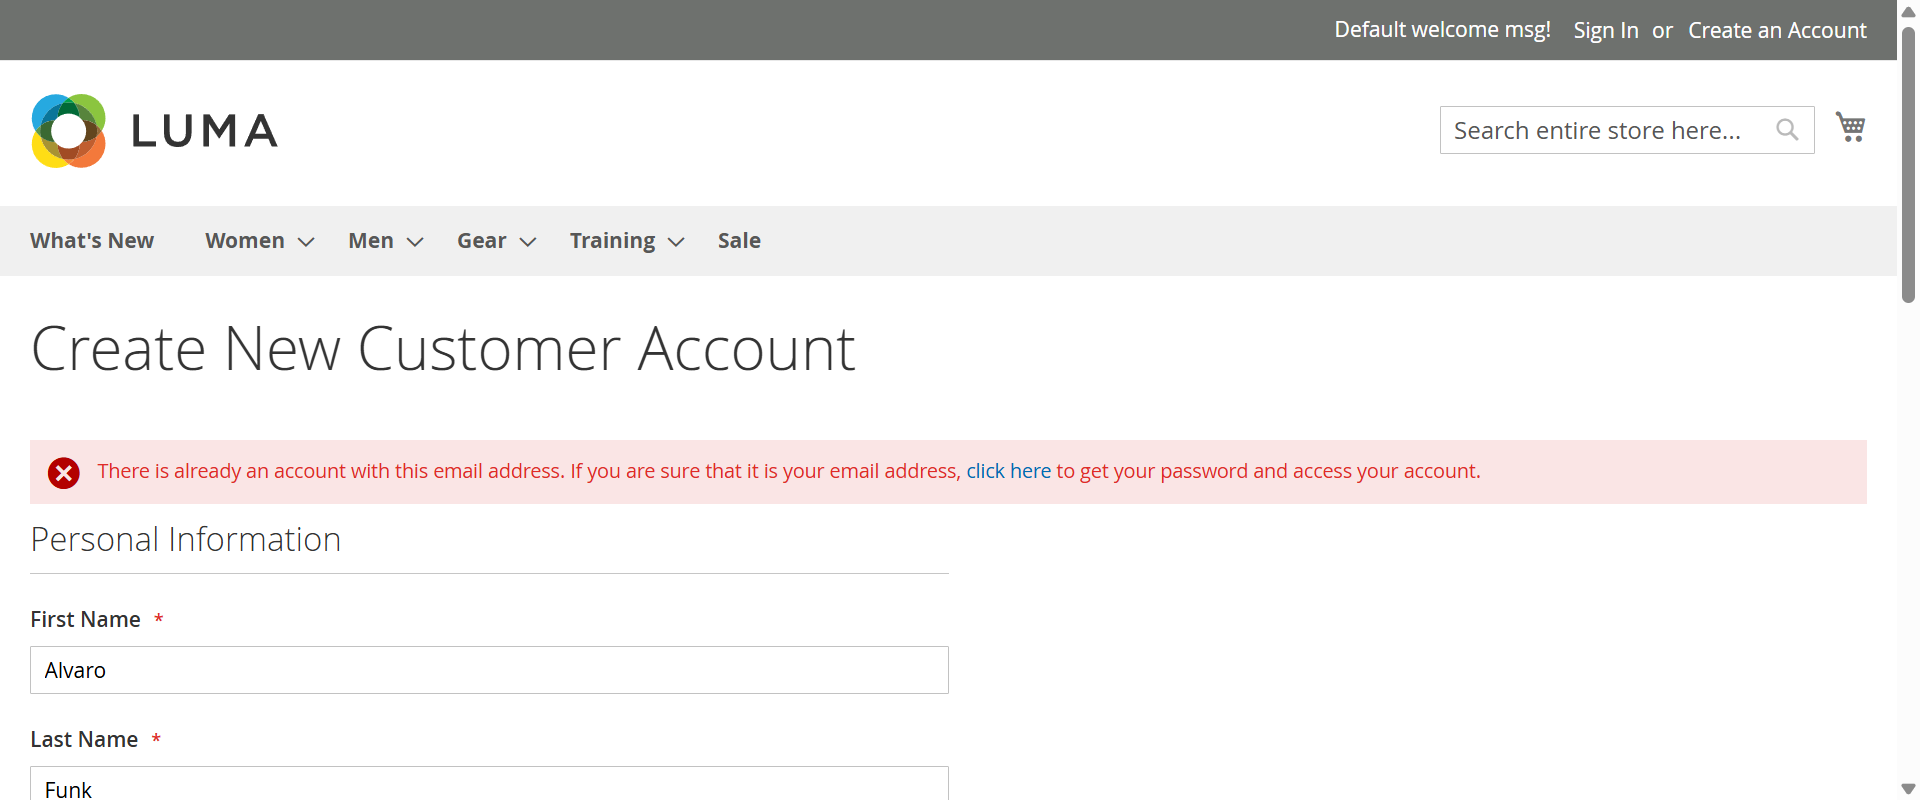 Default welcome msg! Sign In or Create an Account
LUMA
Search entire store here...
What's New Women Men Gear Training Sale
Create New Customer Account
There is already an account with this email address. If you are sure that it is your email address, click here to get your password and access your account.
Personal Information
First Name *
Alvaro
Last Name *
Funk